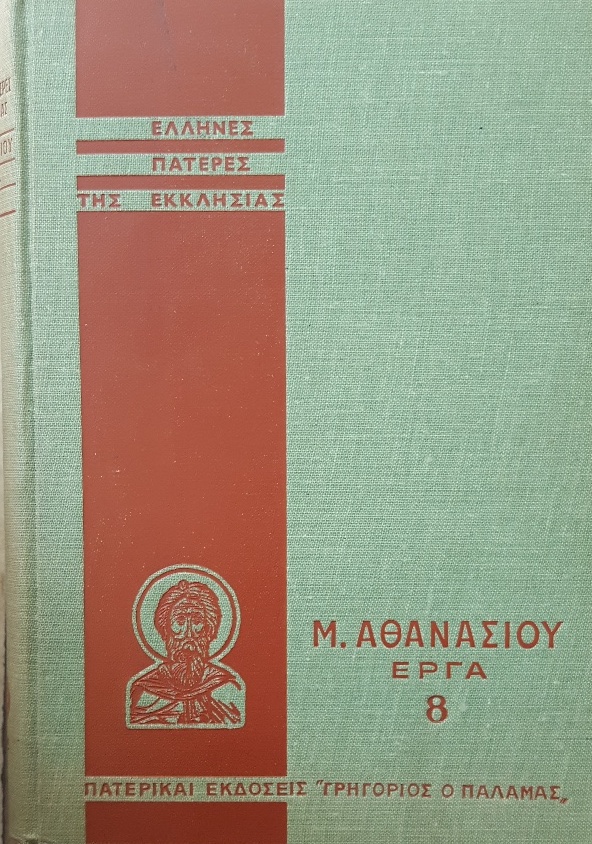 ΕΛΛΗΝΕΣ
ΠΑΤΕΡΕΣ
ΤΗΣ ΕΚΚΛΗΣΙΑΣ
Μ. ΑΘΑΝΑΣΙΟΥ
ΕΡΓΑ
8
ΠΑΤΕΡΙΚΑΙ ΕΚΔΟΣΕΙΣ "ΓΡΗΓΟΡΙΟΣ Ο ΠΑΛΑΜΑΣ„